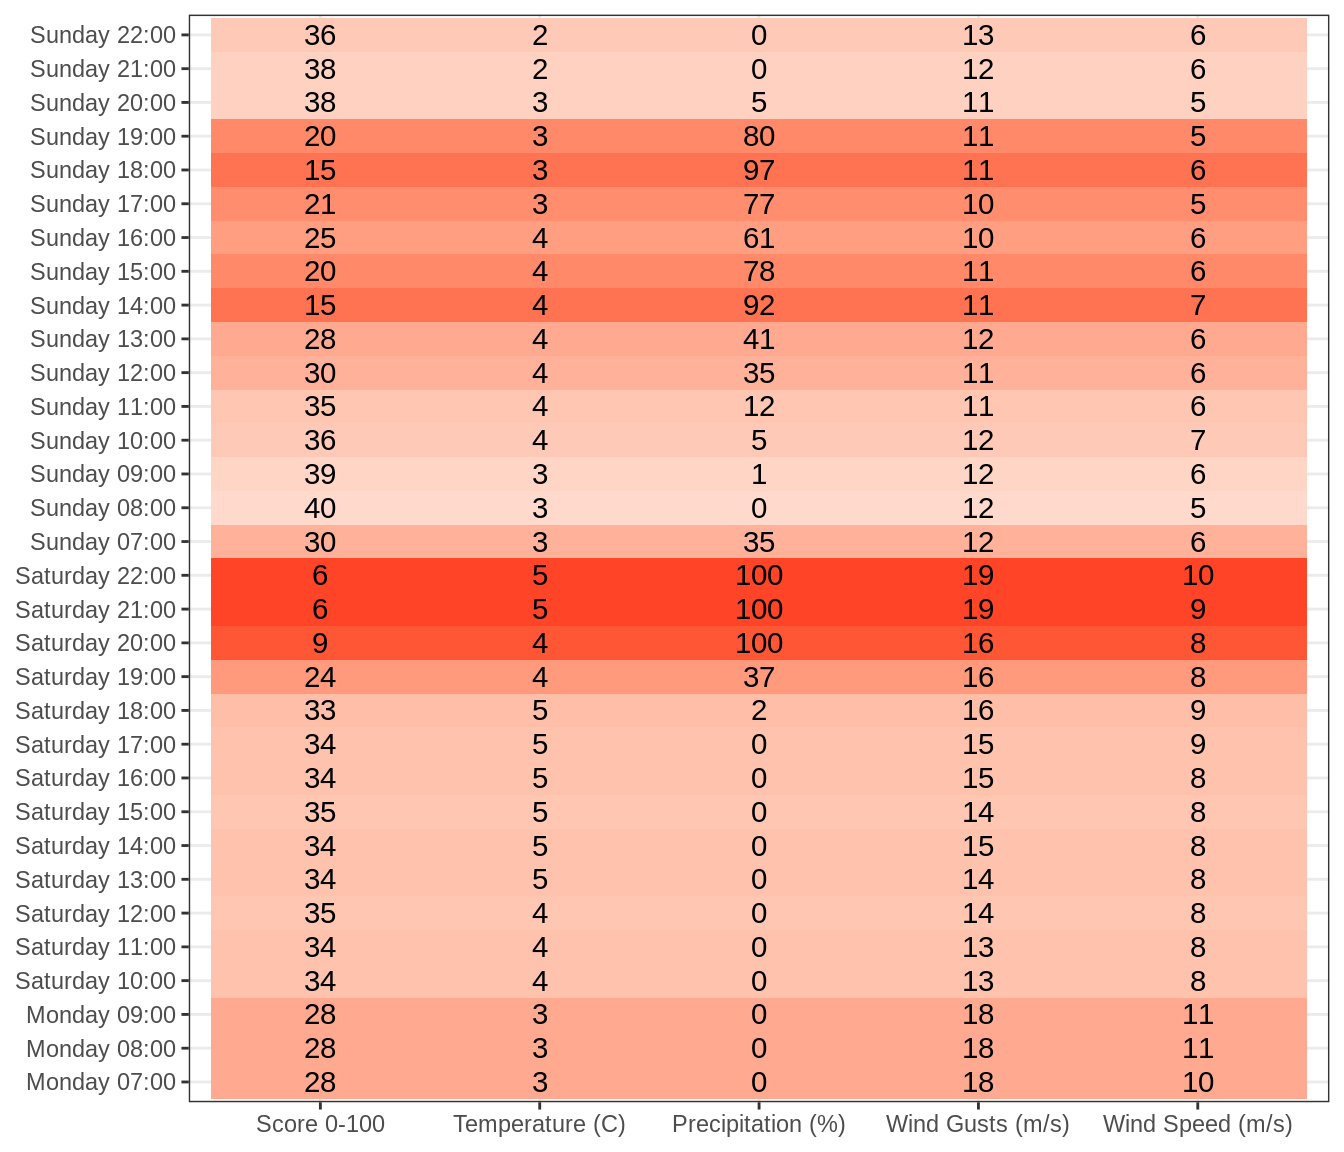 Sunday 22:00 36 2 0 13 6
Sunday 21:00 38 2 0 12 6
Sunday 20:00 38 3 5 11 5
Sunday 19:00 20 3 80 11 5
Sunday 18:00 15 3 97 11 6
Sunday 17:00 21 3 77 10 5
Sunday 16:00 25 4 61 10 6
Sunday 15:00 20 4 78 11 6
Sunday 14:00 15 4 92 11 7
Sunday 13:00 28 4 41 12 6
Sunday 12:00 30 4 35 11 6
Sunday 11:00 35 4 12 11 6
Sunday 10:00 36 4 5 12 7
Sunday 09:00 39 3 1 12 6
Sunday 08:00 40 3 0 12 5
Sunday 07:00 30 3 35 12 6
Saturday 22:00 6 5 100 19 10
Saturday 21:00 6 5 100 19 9
Saturday 20:00 9 4 100 16 8
Saturday 19:00 24 4 37 16 8
Saturday 18:00 33 5 2 16 9
Saturday 17:00 34 5 0 15 9
Saturday 16:00 34 5 0 15 8
Saturday 15:00 35 5 0 14 8
Saturday 14:00 34 5 0 15 8
Saturday 13:00 34 5 0 14 8
Saturday 12:00 35 4 0 14 8
Saturday 11:00 34 4 0 13 8
Saturday 10:00 34 4 0 13 8
Monday 09:00 28 3 0 18 11
Monday 08:00 28 3 0 18 11
Monday 07:00 28 3 0 18 10
Score 0-100 Temperature (C) Precipitation (%) Wind Gusts (m/s) Wind Speed (m/s)